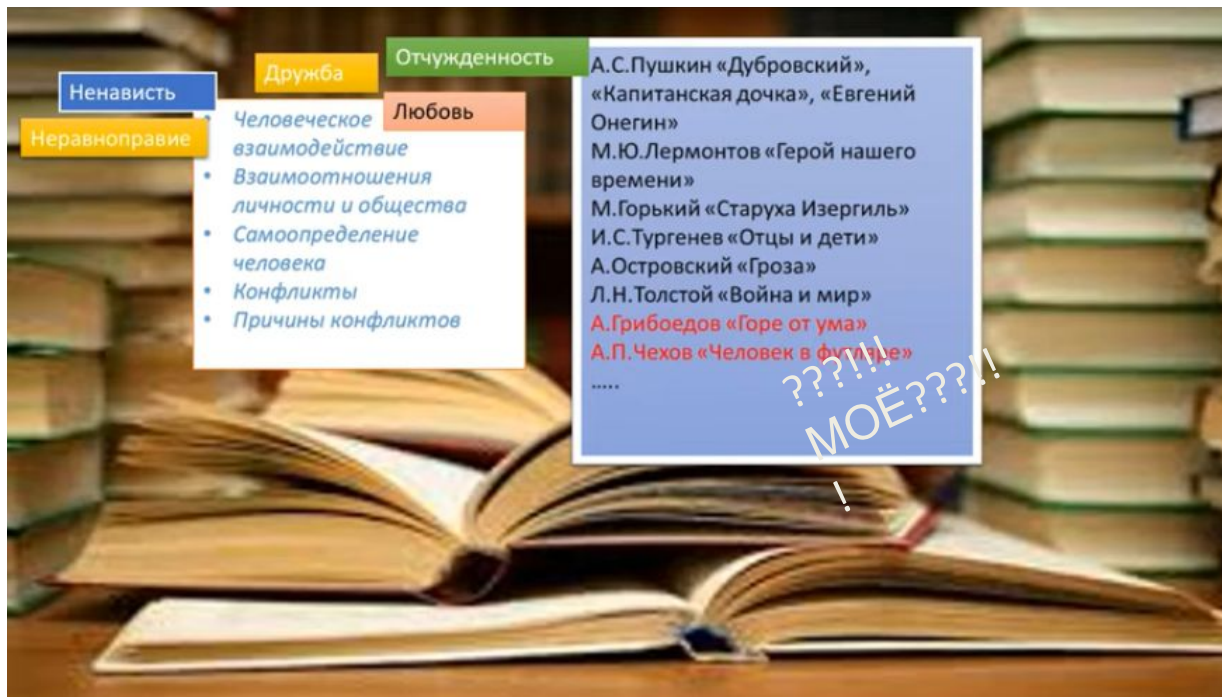 Отчужденность
Дружба
Ненависть
Любовь
Неравноправие
• Человеческое
взаимодействие
• Взаимоотношения
личности и общества
• Самоопределение
человека
• Конфликты
• Причины конфликтов
А.С.Пушкин «Дубровский»,
«Капитанская дочка», «Евгений
Онегин»
М.Ю.Лермонтов «Герой нашего
времени»
М.Горький «Старуха Изергиль»
И.С.Тургенев «Отцы и дети»
А.Островский «Гроза»
Л.Н.Толстой «Война и мир»
А.Грибоедов «Горе от ума»
А.П.Чехов «Человек в футляре»
.....
???!!!
МОЁ???!!
!